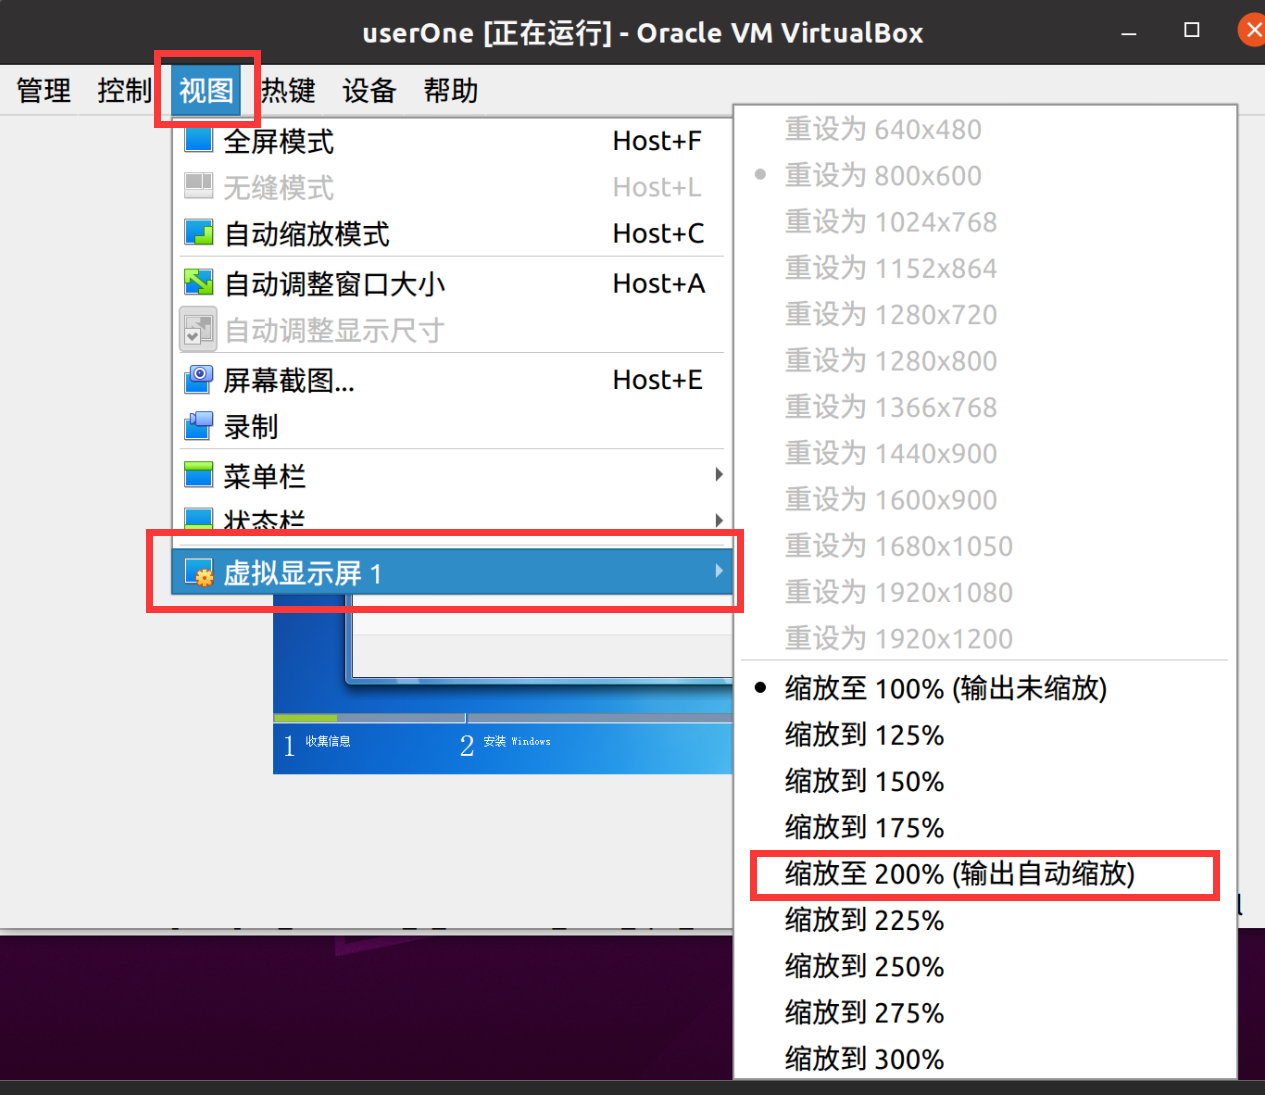 userOne [正在运行] - Oracle VM VirtualBox
管理 控制 视图 热键 设备 帮助
全屏模式 Host+F
无缝模式 Host+L
自动缩放模式 Host+C
自动调整窗口大小 Host+A
自动调整显示尺寸
屏幕截图... Host+E
录制
菜单栏
状态栏
虚拟显示屏 1
重设为 640x480
重设为 800x600
重设为 1024x768
重设为 1152x864
重设为 1280x720
重设为 1280x800
重设为 1366x768
重设为 1440x900
重设为 1600x900
重设为 1680x1050
重设为 1920x1080
重设为 1920x1200
缩放至 100% (输出未缩放)
缩放到 125%
缩放到 150%
缩放到 175%
缩放至 200% (输出自动缩放)
缩放到 225%
缩放到 250%
缩放到 275%
缩放到 300%
1 收集信息 2 安装 Windows